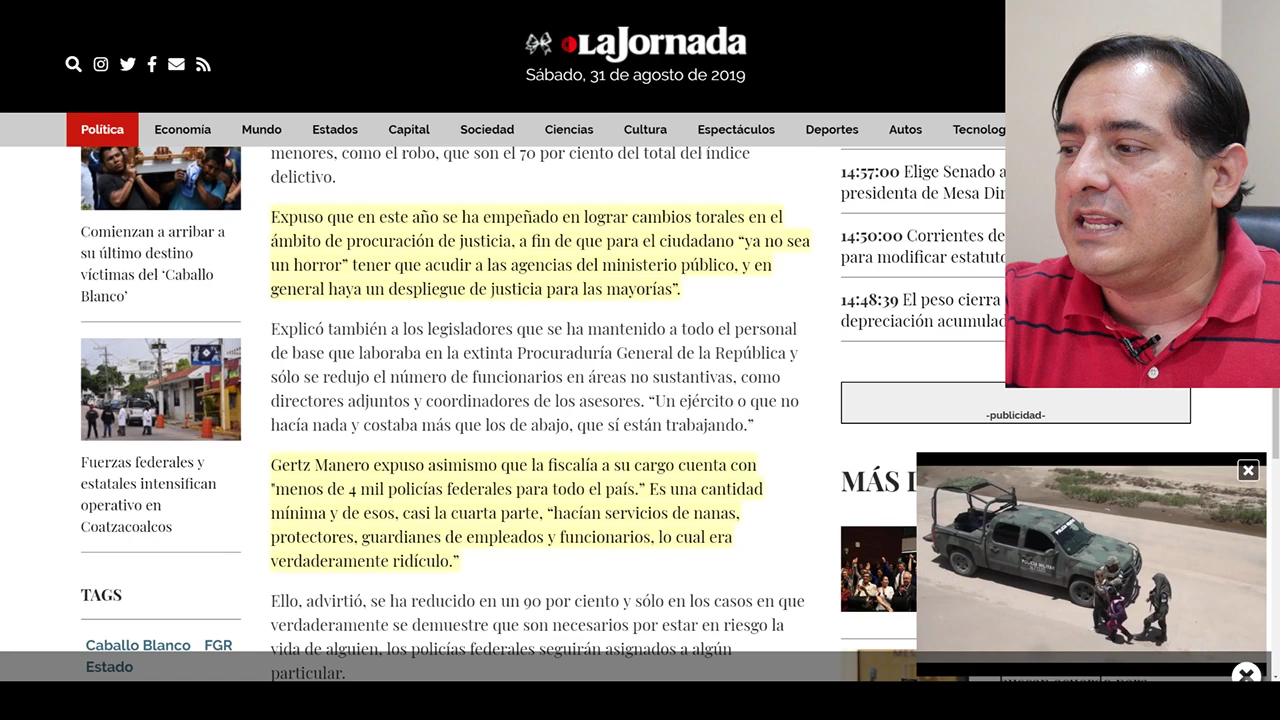 LaJornada
Sábado, 31 de agosto de 2019
Política Economía Mundo Estados Capital Sociedad Ciencias Cultura Espectáculos Deportes Autos
Comienzan a arribar a
su último destino
víctimas del ‘Caballo
Blanco’
Fuerzas federales y
estatales intensifican
operativo en
Coatzacoalcos
TAGS
Caballo Blanco FGR
Estado
menores, como el robo, que son el 70 por ciento del total del índice
delictivo.
Expuso que en este año se ha empeñado en lograr cambios torales en el
ámbito de procuración de justicia, a fin de que para el ciudadano “ya no sea
un horror” tener que acudir a las agencias del ministerio público, y en
general haya un despliegue de justicia para las mayorías”.
Explicó también a los legisladores que se ha mantenido a todo el personal
de base que laboraba en la extinta Procuraduría General de la República y
sólo se redujo el número de funcionarios en áreas no sustantivas, como
directores adjuntos y coordinadores de los asesores. “Un ejército o que no
hacía nada y costaba más que los de abajo, que sí están trabajando.”
Gertz Manero expuso asimismo que la fiscalía a su cargo cuenta con
"menos de 4 mil policías federales para todo el país.” Es una cantidad
mínima y de esos, casi la cuarta parte, “hacían servicios de nanas,
protectores, guardianes de empleados y funcionarios, lo cual era
verdaderamente ridículo.”
Ello, advirtió, se ha reducido en un 90 por ciento y sólo en los casos en que
verdaderamente se demuestre que son necesarios por estar en riesgo la
vida de alguien, los policías federales seguirán asignados a algún
particular.
14:57:00 Elige Senado a
presidenta de Mesa
14:50:00 Corrientes de
para modificar
14:48:39 El peso cierra
depreciación
-publicidad-
MÁS
POLICÍA MILITAR